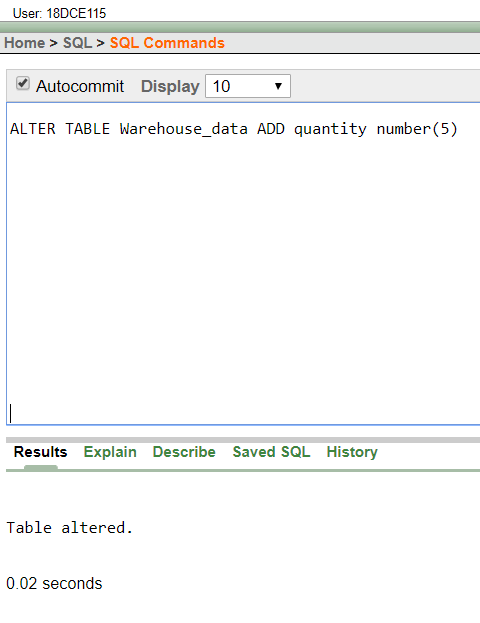 User: 18DCE115
Home > SQL > SQL Commands
Autocommit Display 10
ALTER TABLE Warehouse_data ADD quantity number(5)
Results Explain Describe Saved SQL History
Table altered.
0.02 seconds